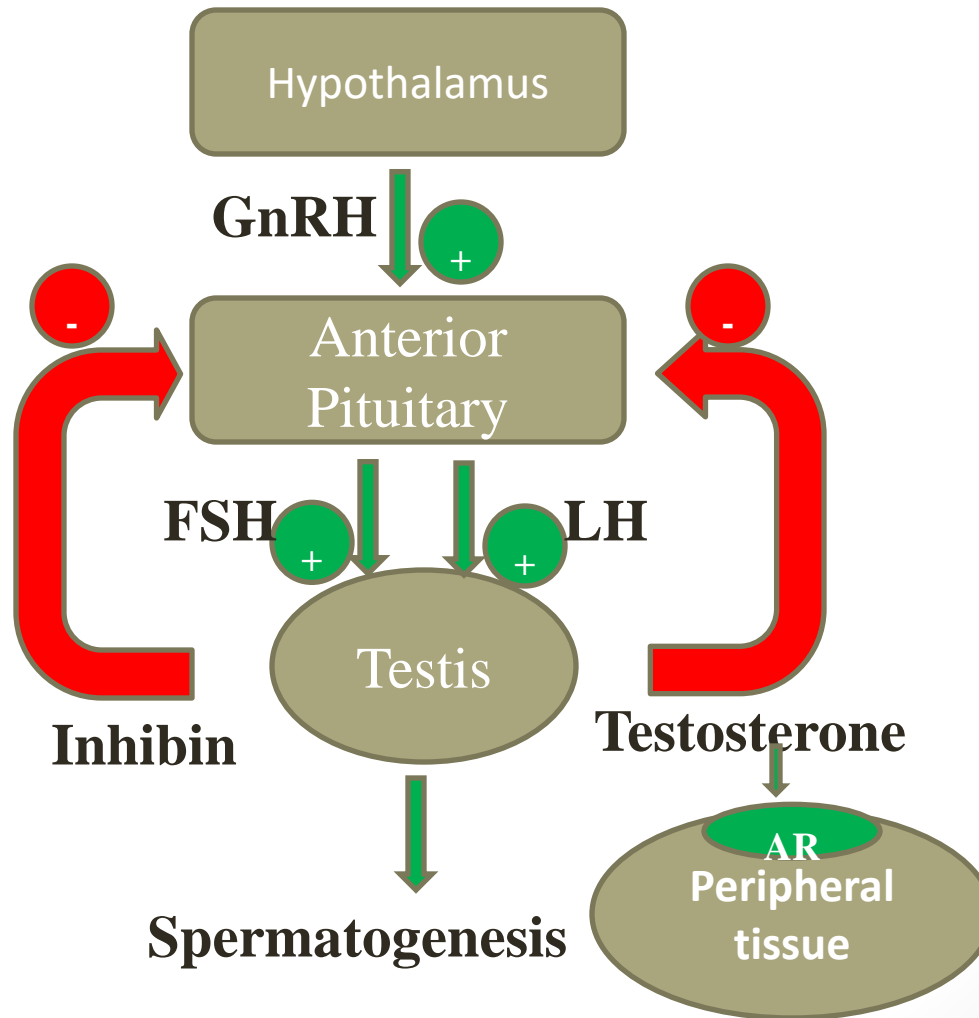 Hypothalamus
GnRH
+
-
-
Anterior
Pituitary
FSH
+
+
LH
Testis
Inhibin
Testosterone
AR
Peripheral
tissue
Spermatogenesis